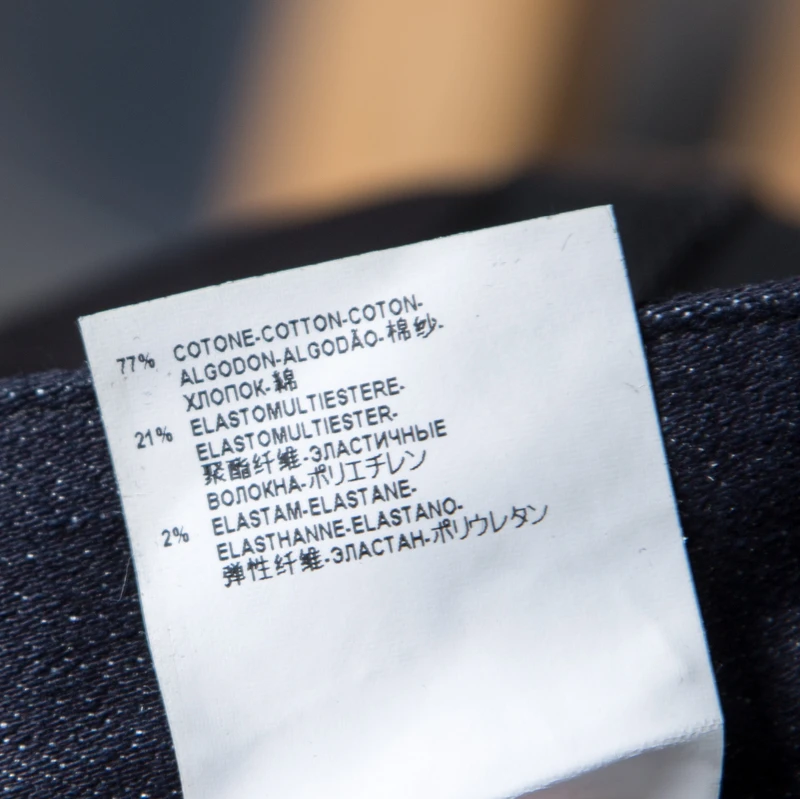 77% COTONE-COTTON-COTON-
ALGODON-ALGODÃO-棉纱-
ХЛОПОК-綿
21% ELASTOMULTIESTERE-
ELASTOMULTIESTER-
聚酯纤维-ЭЛАСТИЧНЫЕ
ВОЛОКНА-ポリエチレン
2% ELASTAM-ELASTANE-
ELASTHANNE-ELASTANO-
弹性纤维-ЭЛАСТАН-ポリウレタン